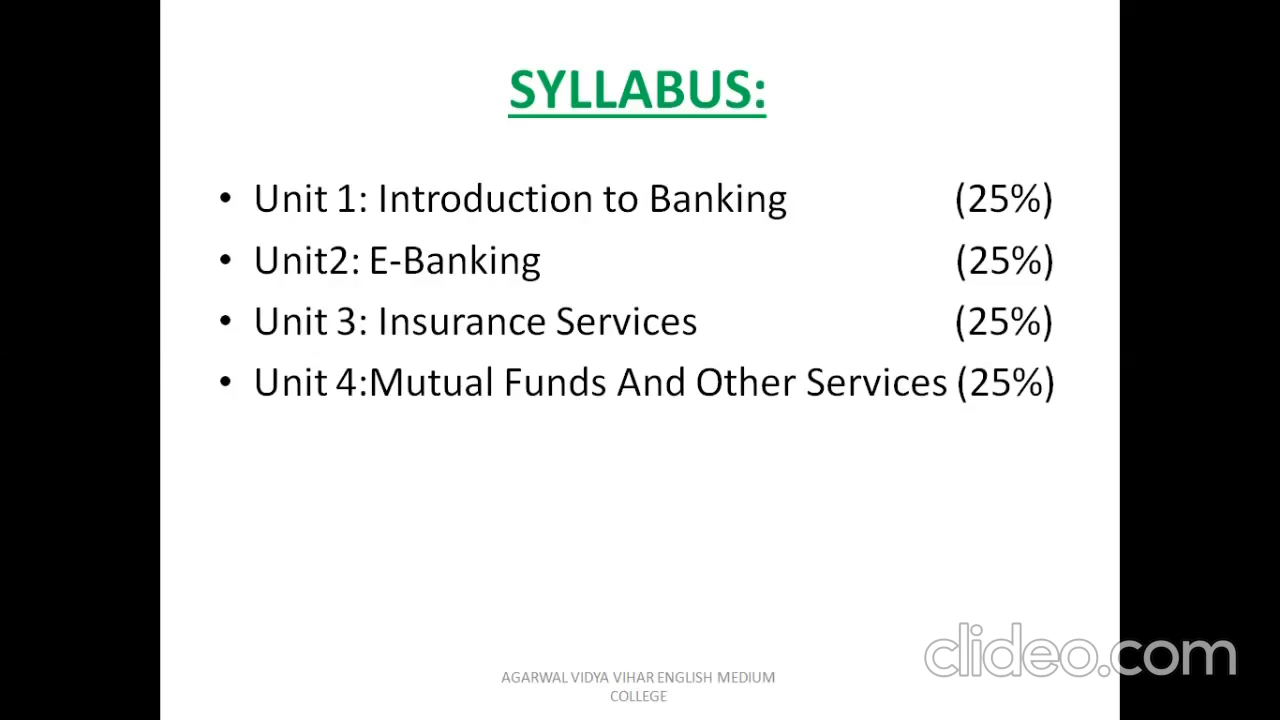 SYLLABUS:
• Unit 1: Introduction to Banking (25%)
• Unit2: E-Banking (25%)
• Unit 3: Insurance Services (25%)
• Unit 4:Mutual Funds And Other Services (25%)
AGARWAL VIDYA VIHAR ENGLISH MEDIUM
COLLEGE
clideo.com